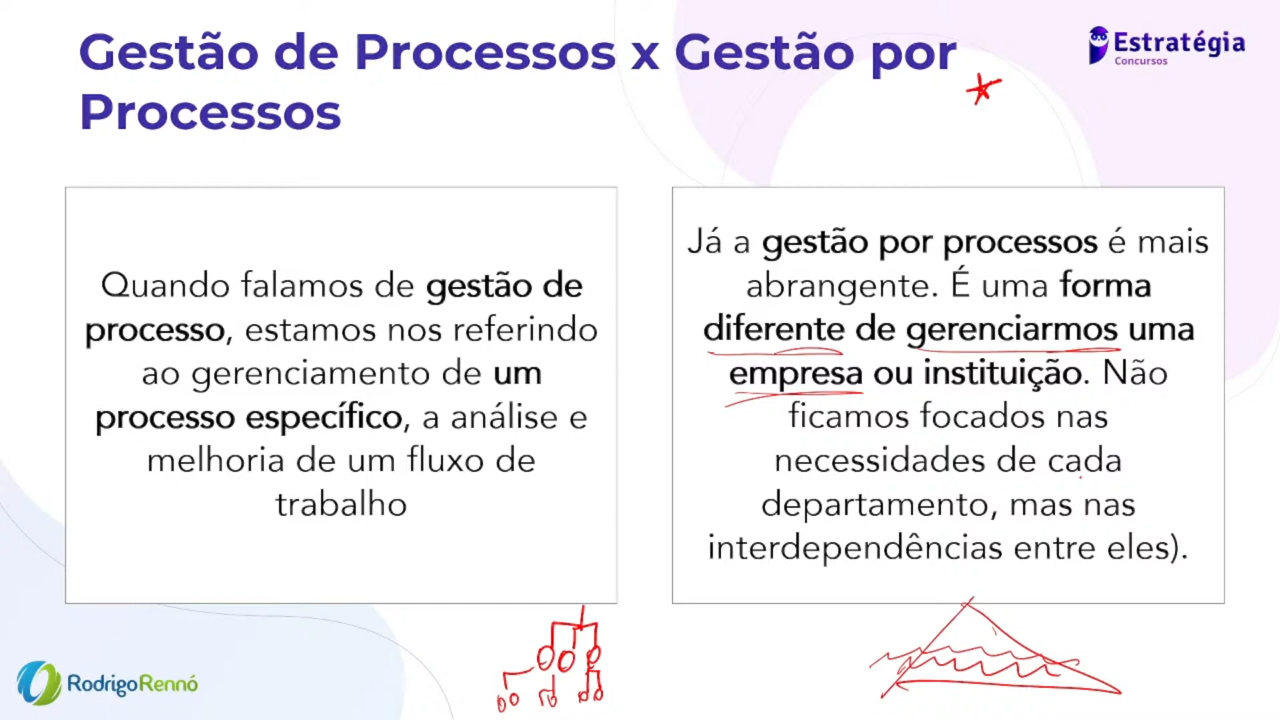 Gestão de Processos x Gestão por
Processos
Estratégia
Concursos
Quando falamos de gestão de
processo, estamos nos referindo
ao gerenciamento de um
processo específico, a análise e
melhoria de um fluxo de
trabalho
Já a gestão por processos é mais
abrangente. É uma forma
diferente de gerenciarmos uma
empresa ou instituição. Não
ficamos focados nas
necessidades de cada
departamento, mas nas
interdependências entre eles).
RodrigoRennó